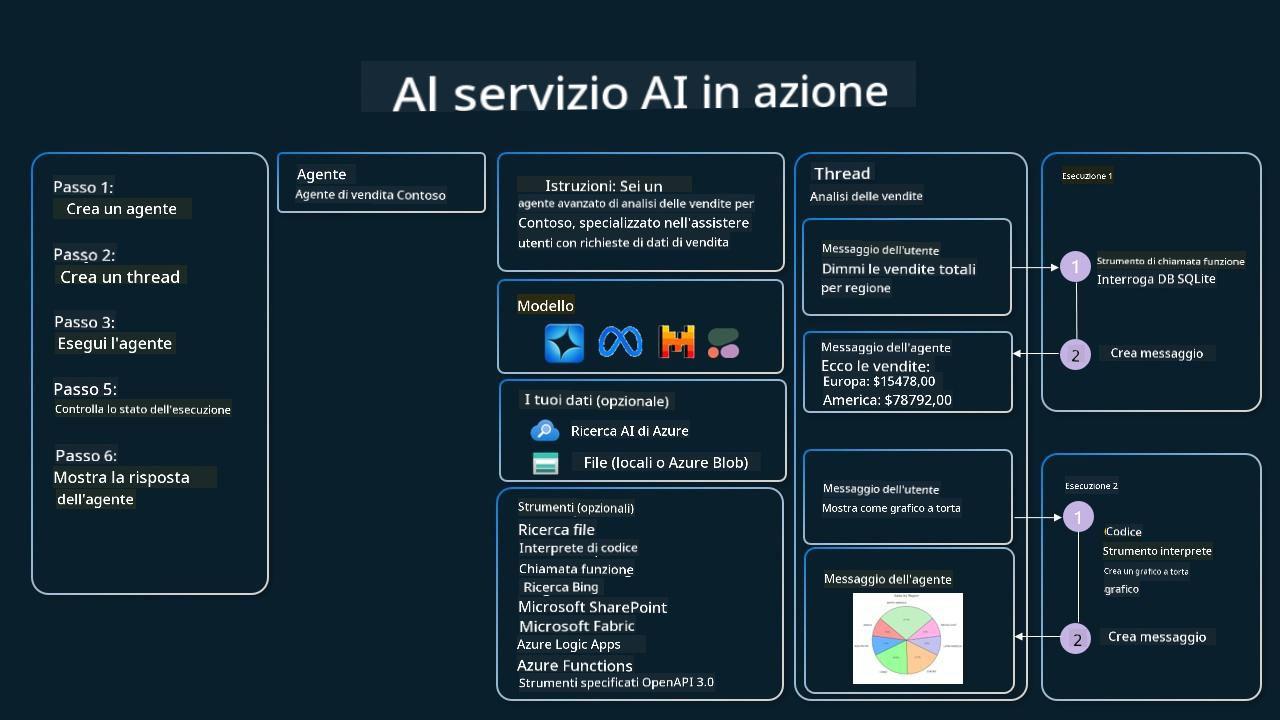 Al servizio AI in azione
Passo 1:
Crea un agente
Passo 2:
Crea un thread
Passo 3:
Esegui l'agente
Passo 5:
Controlla lo stato dell'esecuzione
Passo 6:
Mostra la risposta
dell'agente
Agente
Agente di vendita Contoso
Istruzioni: Sei un
agente avanzato di analisi delle vendite per
Contoso, specializzato nell'assistere
utenti con richieste di dati di vendita
Modello
I tuoi dati (opzionale)
Ricerca AI di Azure
File (locali o Azure Blob)
Strumenti (opzionali)
Ricerca file
Interprete di codice
Chiamata funzione
Ricerca Bing
Microsoft SharePoint
Microsoft Fabric
Azure Logic Apps
Azure Functions
Strumenti specificati OpenAPI 3.0
Thread
Analisi delle vendite
Messaggio dell'utente
Dimmi le vendite totali
per regione
Messaggio dell'agente
Ecco le vendite:
Europa: $15478,00
America: $78792,00
Messaggio dell'utente
Mostra come grafico a torta
Messaggio dell'agente
Esecuzione 1
1
Strumento di chiamata funzione
Interroga DB SQLite
2
Crea messaggio
Esecuzione 2
1
Codice
Strumento interprete
Crea un grafico a torta
grafico
2
Crea messaggio